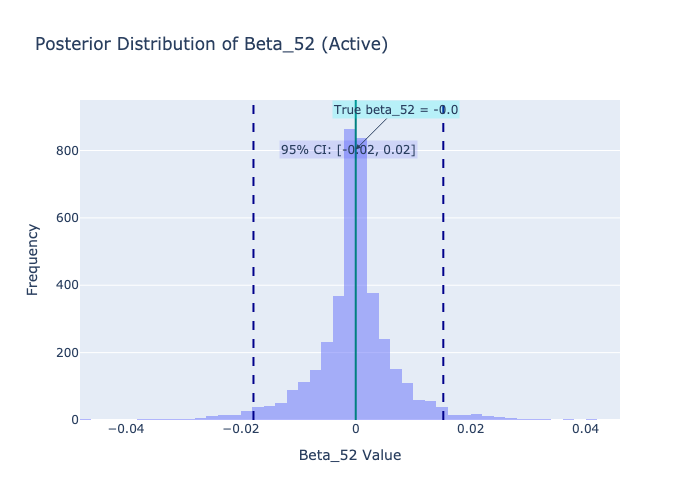 Posterior Distribution of Beta_52 (Active)
True beta_52 = -0.0
95% CI: [-0.02, 0.02]
800
600
400
200
0
Frequency
−0.04
−0.02
0
0.02
0.04
Beta_52 Value